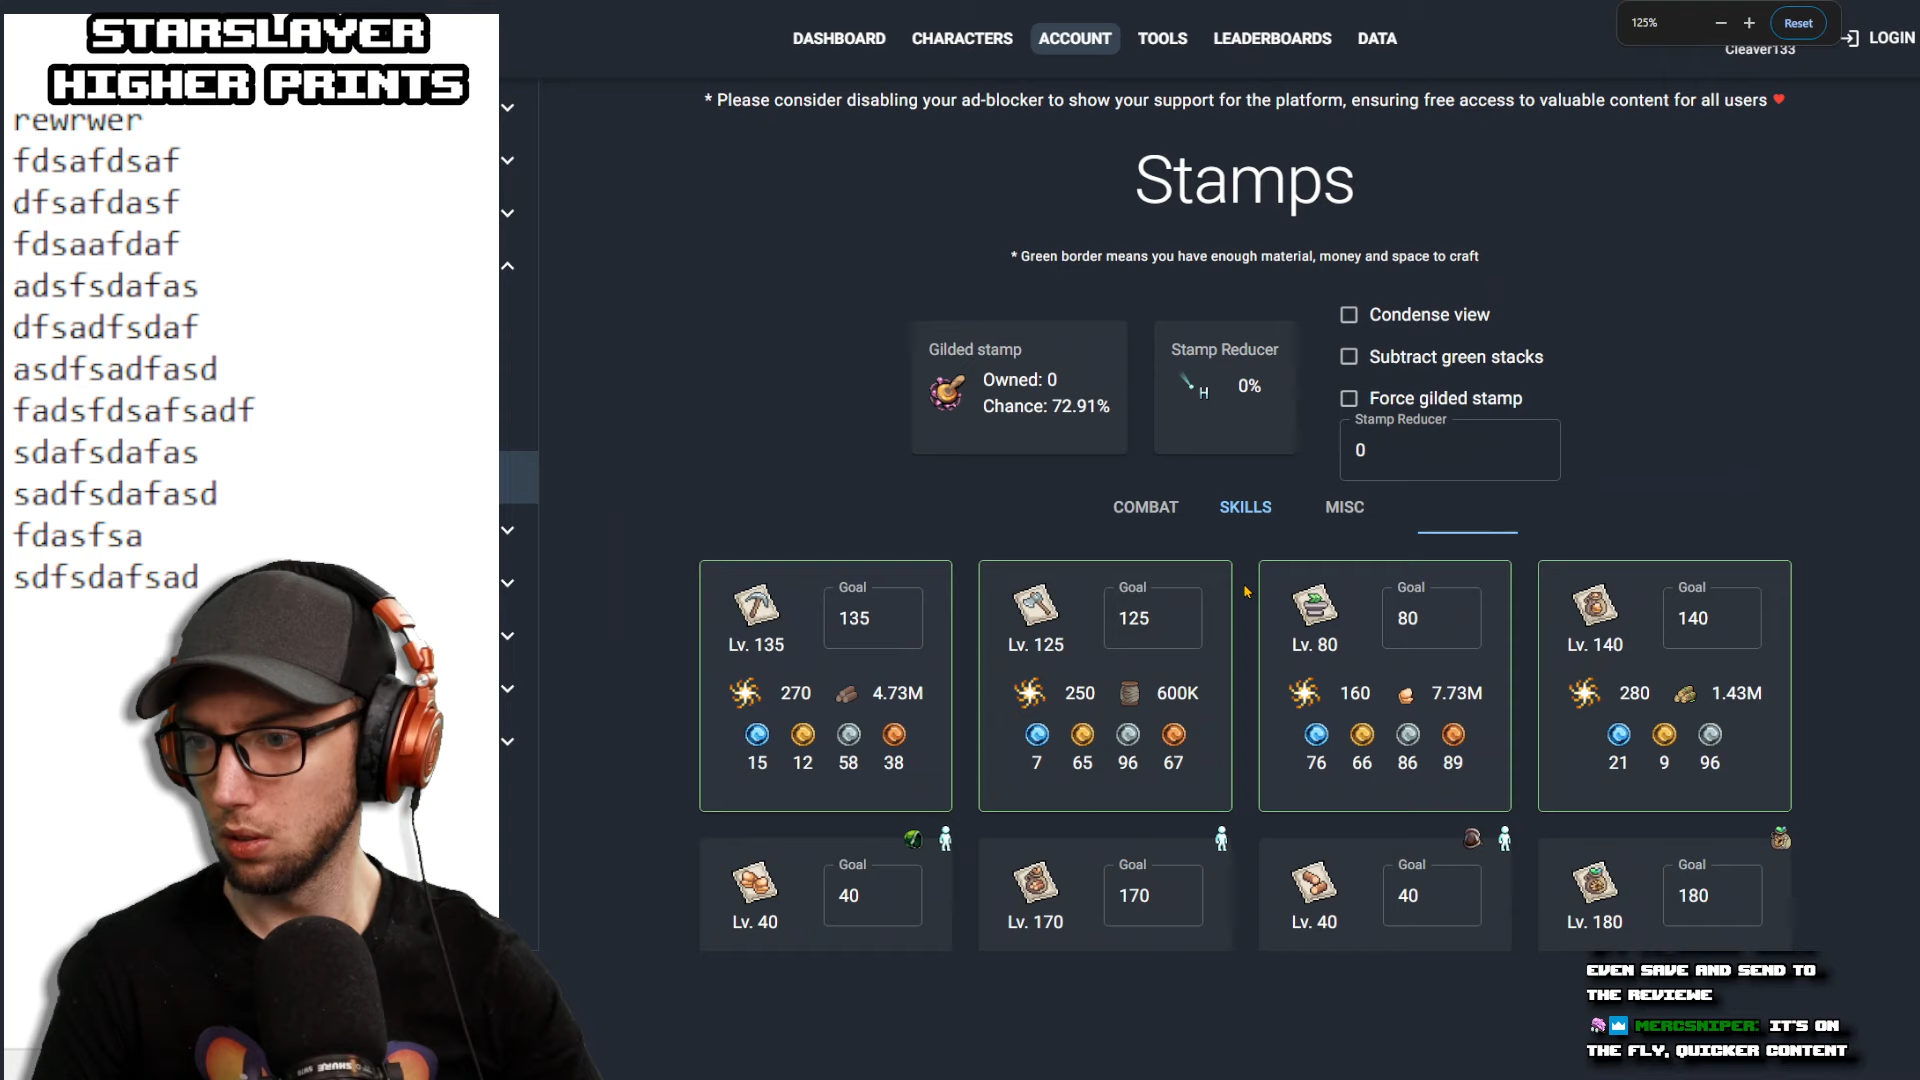 STARSLAYER
HIGHER PRINTS
rewrwer
fdsafdsaf
dfsafdasf
fdsaafdaf
adsfsdafas
dfsadfsdaf
asdfsadfasd
fadsfdsafsadf
sdafsdafas
sadfsdafasd
fdasfsa
sdfsdafsad
DASHBOARD CHARACTERS ACCOUNT TOOLS LEADERBOARDS DATA
125% Reset
Cleaver133
LOGIN
* Please consider disabling your ad-blocker to show your support for the platform, ensuring free access to valuable content for all users
Stamps
* Green border means you have enough material, money and space to craft
Gilded stamp
Owned: 0
Chance: 72.91%
Stamp Reducer
H 0%
Condense view
Subtract green stacks
Force gilded stamp
Stamp Reducer
0
COMBAT SKILLS MISC
Goal Goal Goal Goal
135 125 80 140
Lv. 135 Lv. 125 Lv. 80 Lv. 140
270 4.73M 250 600K 160 7.73M 280 1.43M
15 12 58 38 7 65 96 67 76 66 86 89 21 9 96
Goal Goal Goal Goal
40 170 40 180
Lv. 40 Lv. 170 Lv. 40 Lv. 180
EVEN SAVE AND SEND TO
THE REVIEWE
MERCSNIPER: IT'S ON
THE FLY, QUICKER CONTENT
SHURE